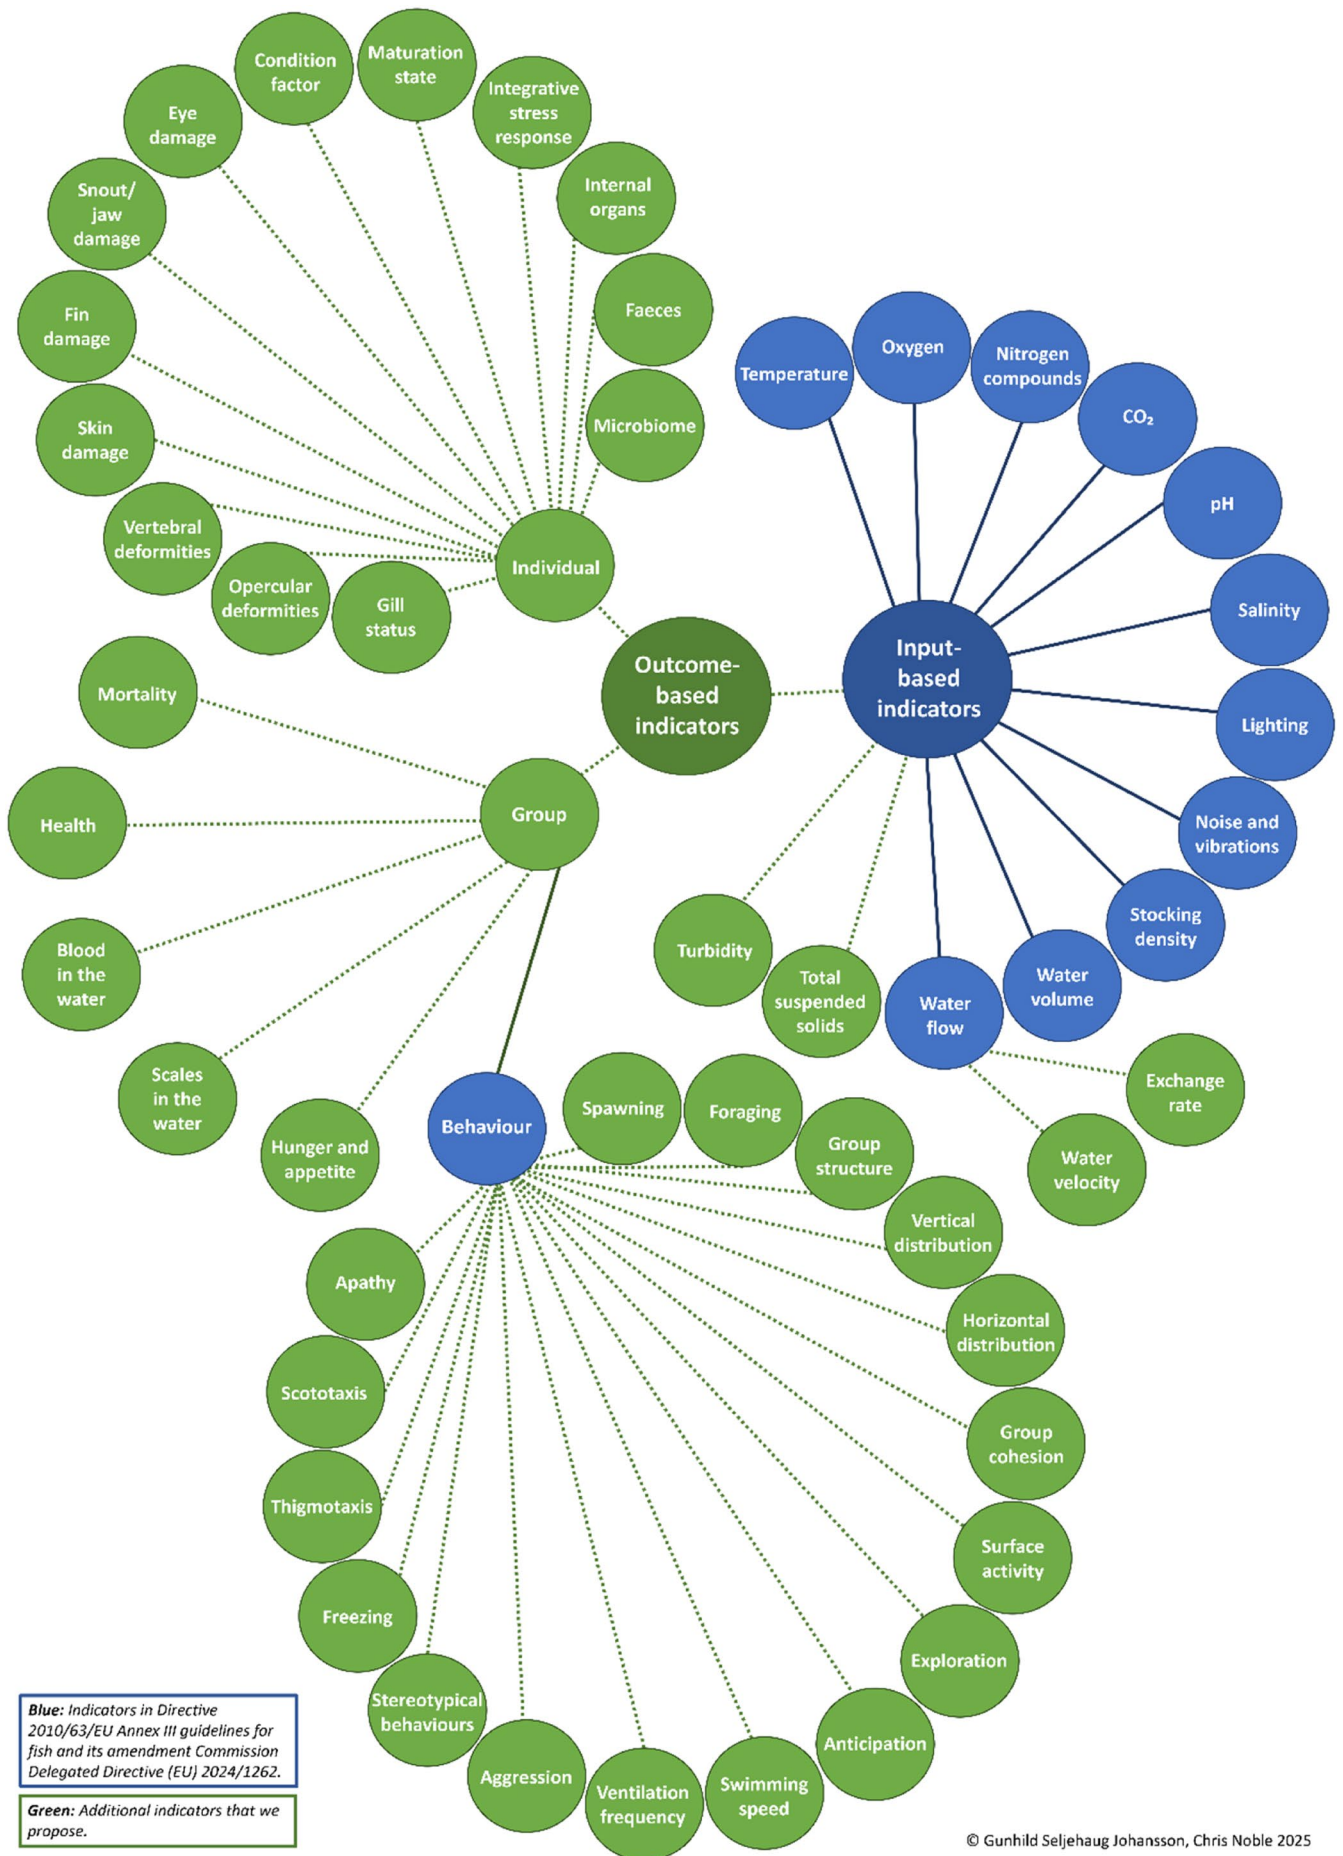 Condition
factor
Maturation
state
Integrative
stress
response
Eye
damage
Internal
organs
Snout/
jaw
damage
Faeces
Fin
damage
Microbiome
Skin
damage
Vertebral
deformities
Opercular
deformities
Gill
status
Individual
Temperature
Oxygen
Nitrogen
compounds
CO₂
pH
Salinity
Lighting
Noise and
vibrations
Stocking
density
Water
volume
Water
flow
Input-
based
indicators
Outcome-
based
indicators
Mortality
Health
Group
Blood
in the
water
Scales
in the
water
Hunger and
appetite
Turbidity
Total
suspended
solids
Exchange
rate
Water
velocity
Behaviour
Spawning
Foraging
Group
structure
Vertical
distribution
Horizontal
distribution
Group
cohesion
Surface
activity
Exploration
Anticipation
Swimming
speed
Ventilation
frequency
Aggression
Stereotypical
behaviours
Freezing
Thigmotaxis
Scototaxis
Apathy
Blue: Indicators in Directive
2010/63/EU Annex III guidelines for
fish and its amendment Commission
Delegated Directive (EU) 2024/1262.
Green: Additional indicators that we
propose.
© Gunhild Seljehaug Johansson, Chris Noble 2025